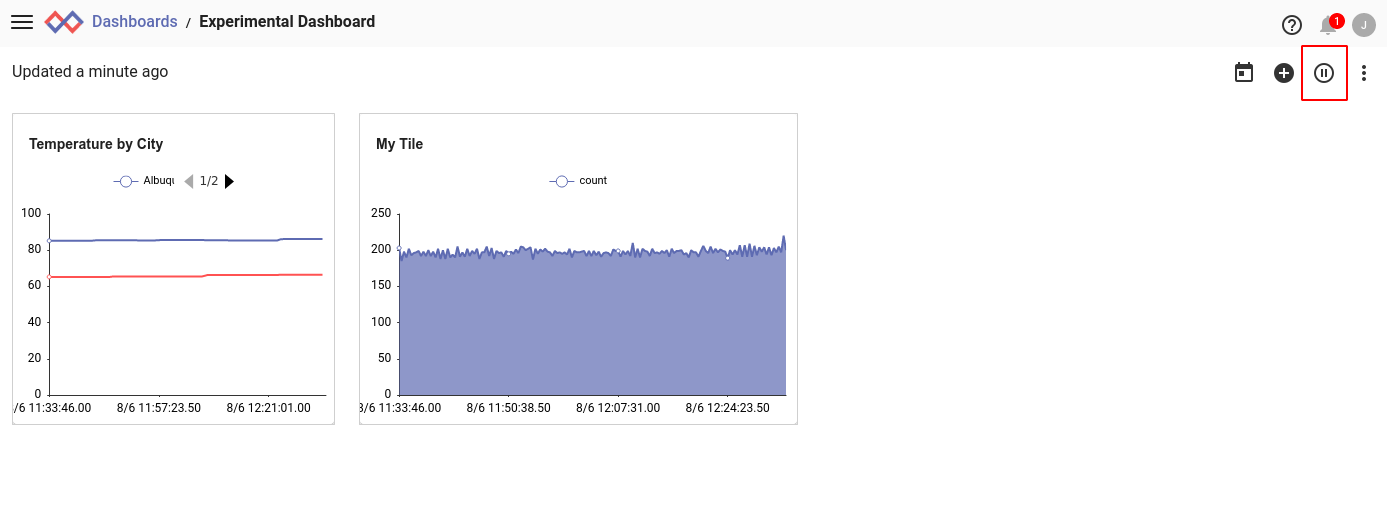 Dashboards / Experimental Dashboard
1
J
Updated a minute ago
Temperature by City
1/2
100
80
60
40
20
0
/6 11:33:46.00 8/6 11:57:23.50 8/6 12:21:01.00
My Tile
count
250
200
150
100
50
0
8/6 11:33:46.00 8/6 11:50:38.50 8/6 12:07:31.00 8/6 12:24:23.50